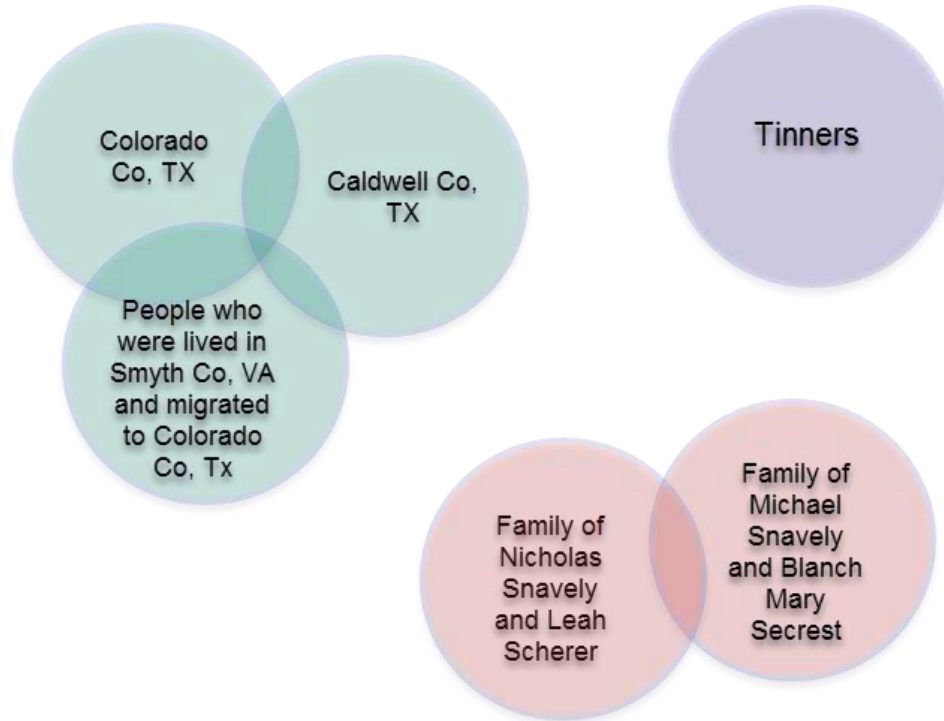 Colorado
Co, TX
Caldwell Co,
TX
Tinners
People who
were lived in
Smyth Co, VA
and migrated
to Colorado
Co, Tx
Family of
Nicholas
Snavely
and Leah
Scherer
Family of
Michael
Snavely
and Blanch
Mary
Secrest